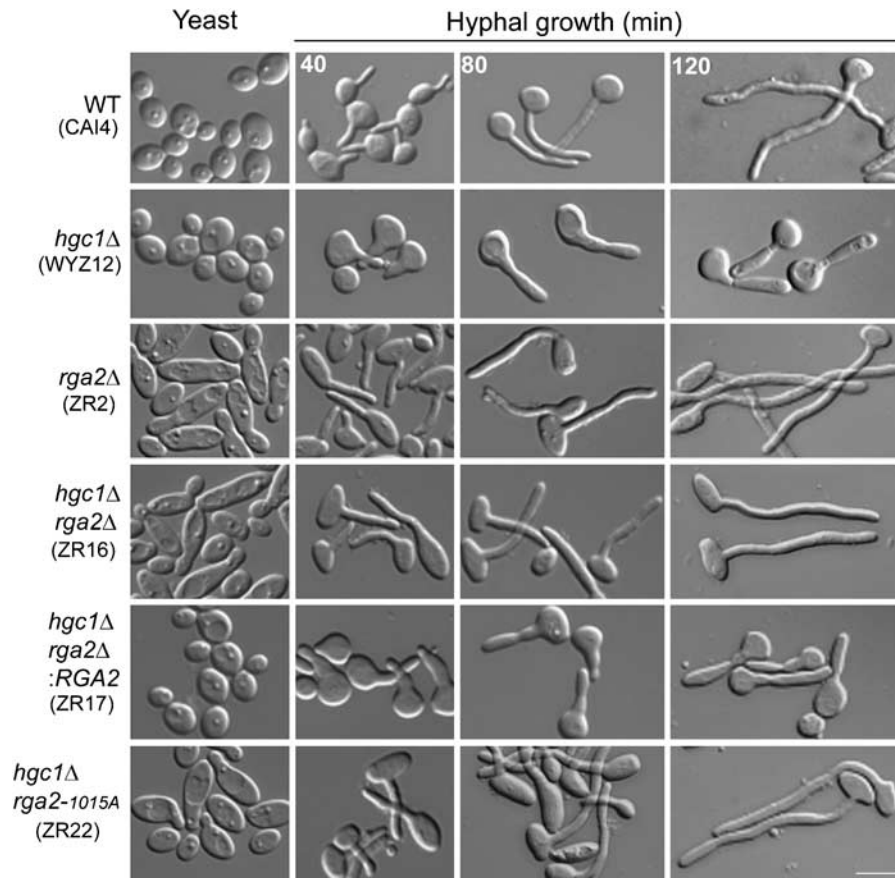 Yeast
Hyphal growth (min)
40
80
120
WT
(CAI4)
hgc1Δ
(WYZ12)
rga2Δ
(ZR2)
hgc1Δ
rga2Δ
(ZR16)
hgc1Δ
rga2Δ
:RGA2
(ZR17)
hgc1Δ
rga2-1015A
(ZR22)